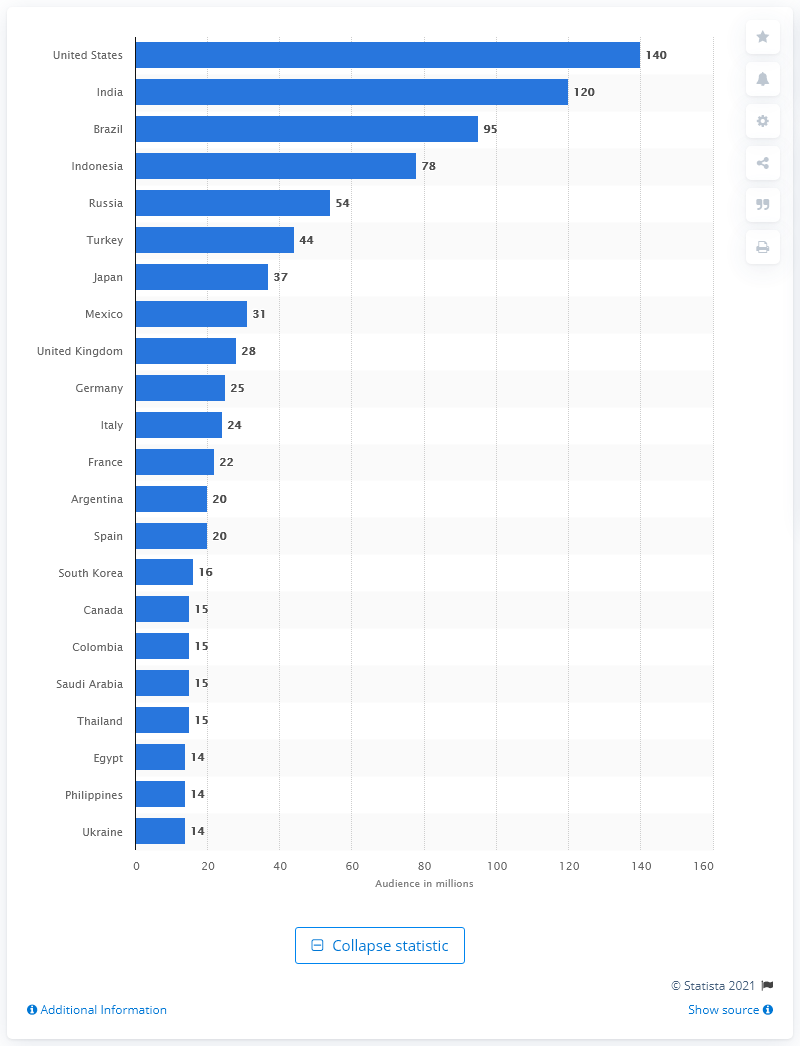 United States 140
India 120
Brazil 95
Indonesia 78
Russia 54
Turkey 44
Japan 37
Mexico 31
United Kingdom 28
Germany 25
Italy 24
France 22
Argentina 20
Spain 20
South Korea 16
Canada 15
Colombia 15
Saudi Arabia 15
Thailand 15
Egypt 14
Philippines 14
Ukraine 14
0 20 40 60 80 100 120 140 160
Audience in millions
Collapse statistic
© Statista 2021
Additional Information Show source